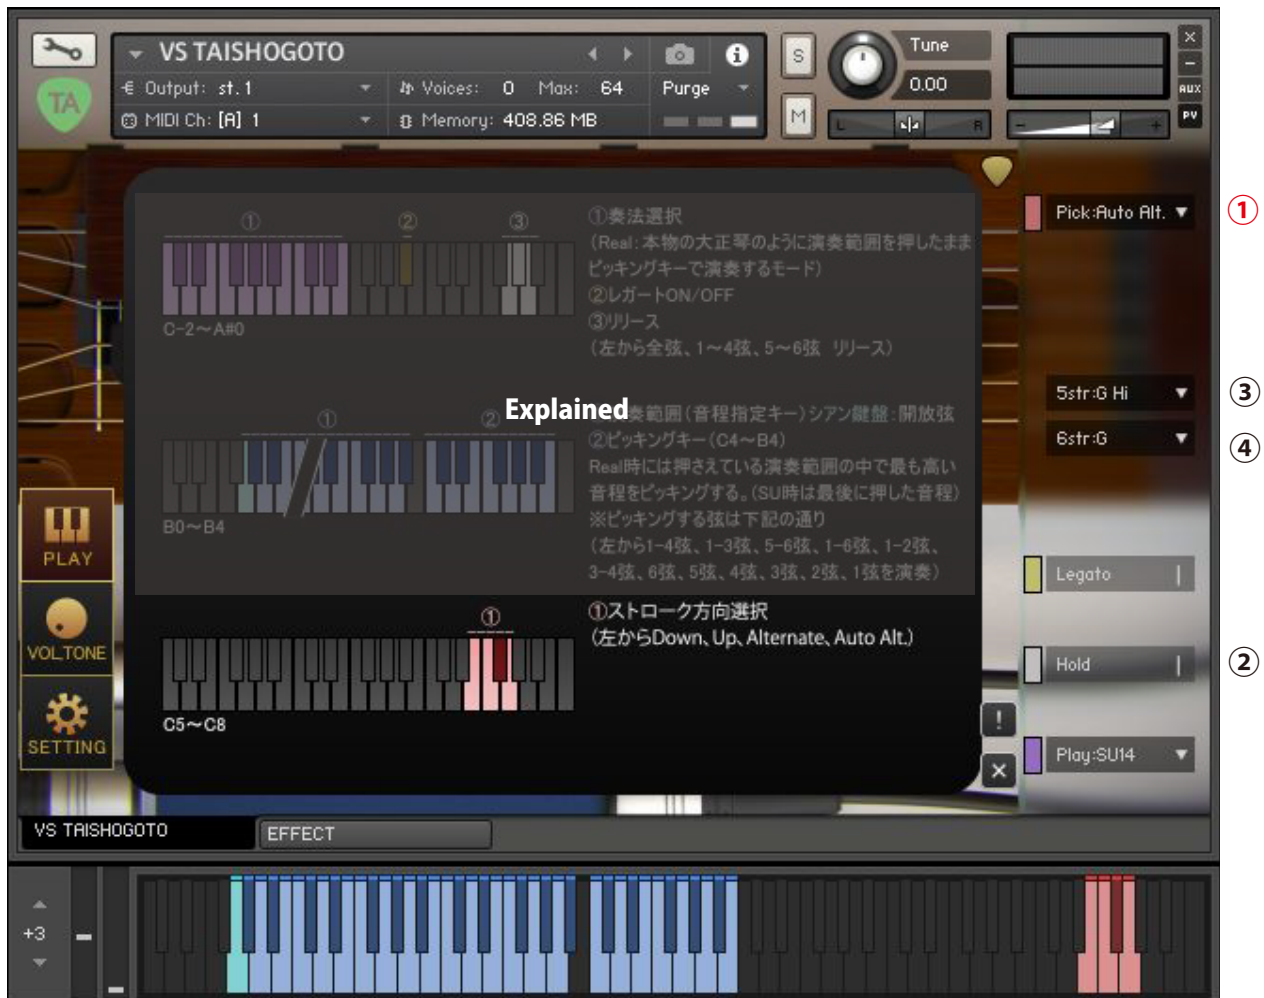 VS TAISHOGOTO
Output: st.1
Voices: 0 Max: 64
Purge
MIDI Ch: [A] 1
Memory: 408.86 MB
S
M
Tune
0.00
L
R
-
+
×
-
AUX
PV
TA
i
Pick:Auto Alt.
①
①
②
③
C-2～A#0
①奏法選択
(Real:本物の大正琴のように演奏範囲を押したまま
ピッキングキーで演奏するモード)
②レガートON/OFF
③リリース
(左から全弦、1～4弦、5～6弦 リリース)
5str:G Hi
③
6str:G
④
Explained
①
②
B0～B4
奏範囲(音程指定キー)シアン鍵盤:開放弦
②ピッキングキー(C4～B4)
Real時には押さえている演奏範囲の中で最も高い
音程をピッキングする。(SU時は最後に押した音程)
※ピッキングする弦は下記の通り
(左から1-4弦、1-3弦、5-6弦、1-6弦、1-2弦、
3-4弦、6弦、5弦、4弦、3弦、2弦、1弦を演奏)
PLAY
VOL,TONE
SETTING
Legato
Hold
②
①
C5～C8
①ストローク方向選択
(左からDown、Up、Alternate、Auto Alt.)
!
×
Play:SU14
VS TAISHOGOTO
EFFECT
+3